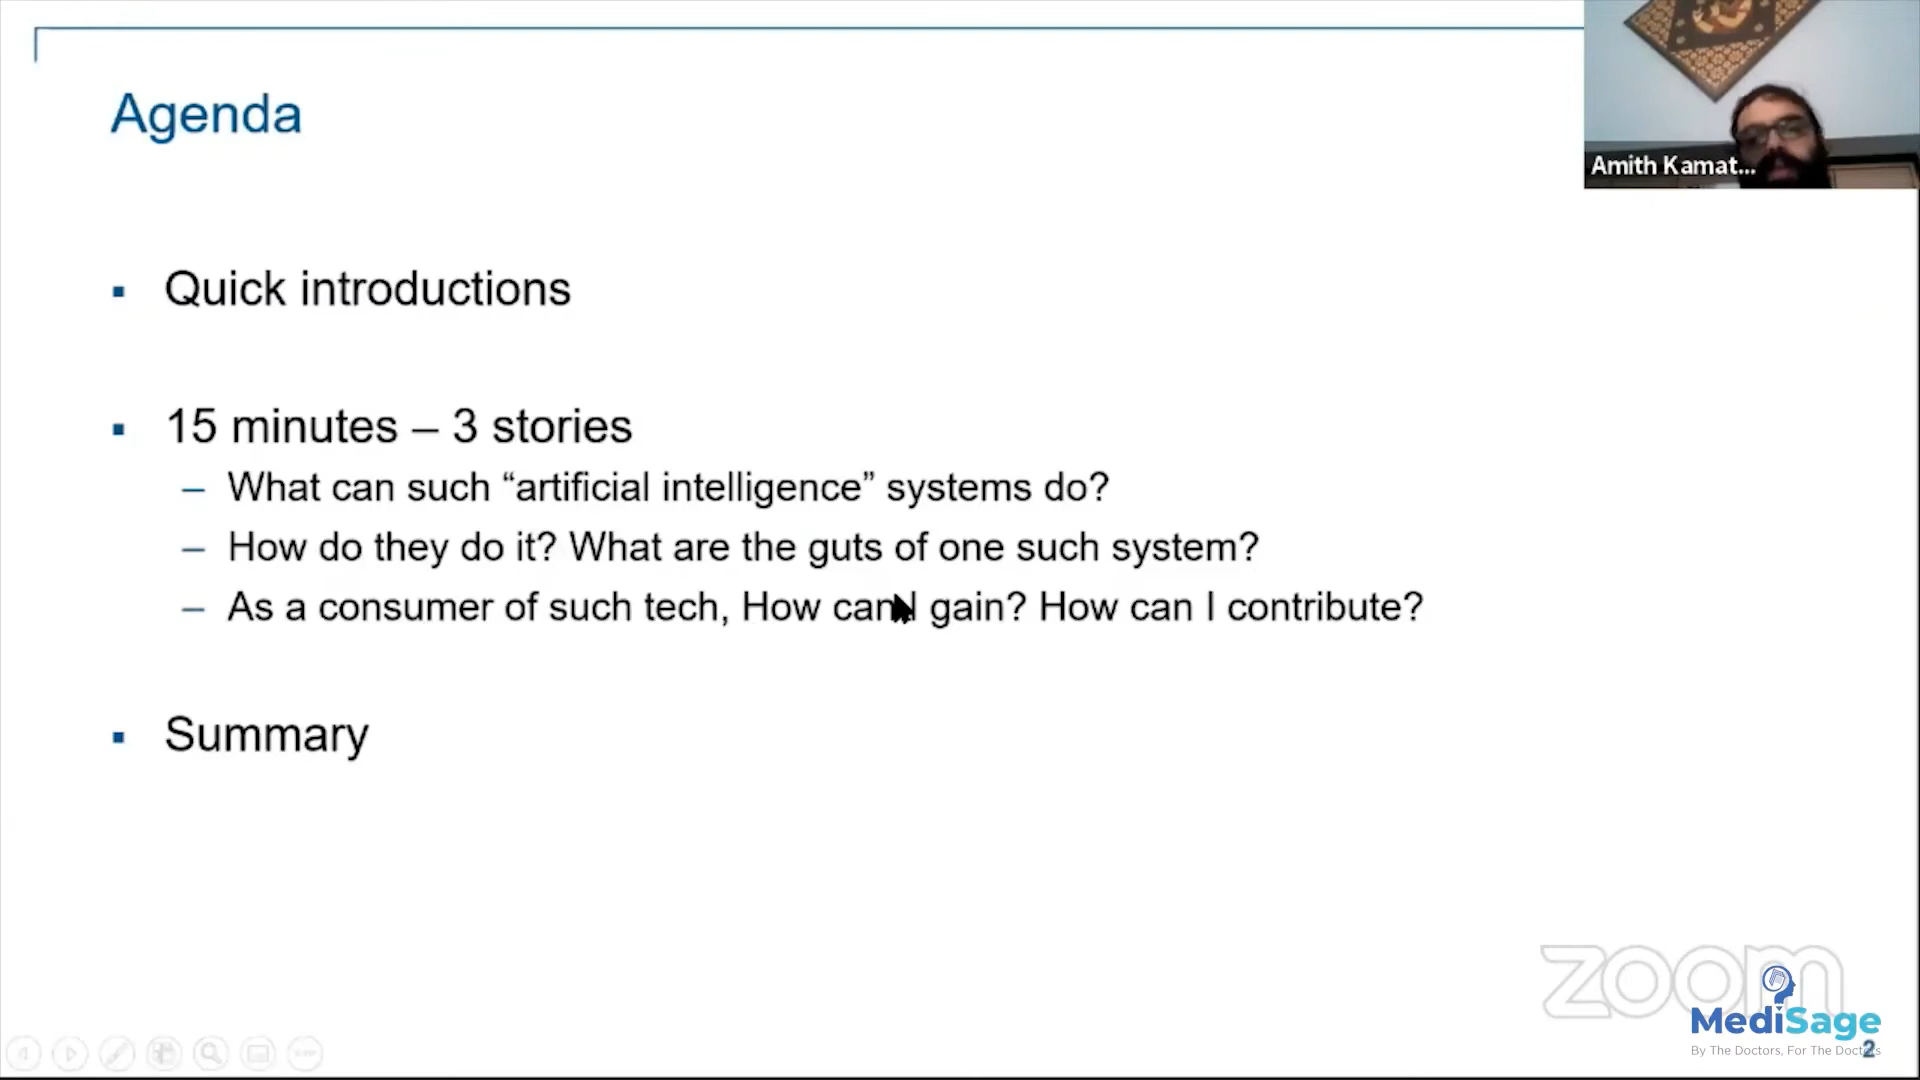 Agenda
Amith Kamat...
Quick introductions
15 minutes – 3 stories
– What can such “artificial intelligence” systems do?
– How do they do it? What are the guts of one such system?
– As a consumer of such tech, How can I gain? How can I contribute?
Summary
zoom
MediSage
By The Doctors, For The Doctors
2